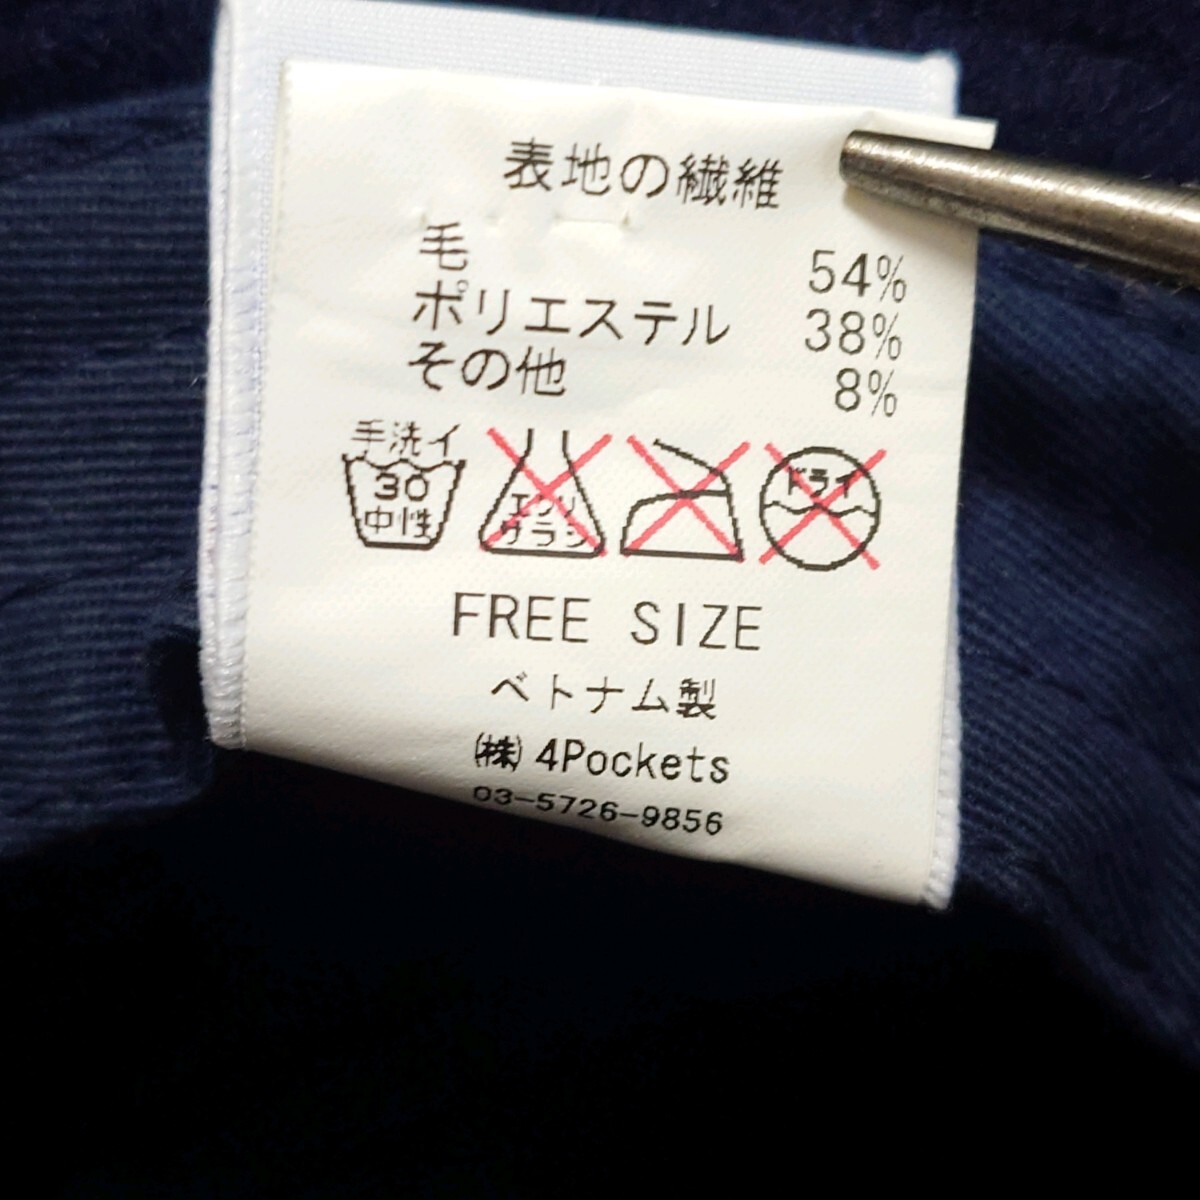 表地の繊維
毛 54%
ポリエステル 38%
その他 8%
手洗イ
30
中性
エンソ
サラシ
ドライ
FREE SIZE
ベトナム製
㈱ 4Pockets
03-5726-9856